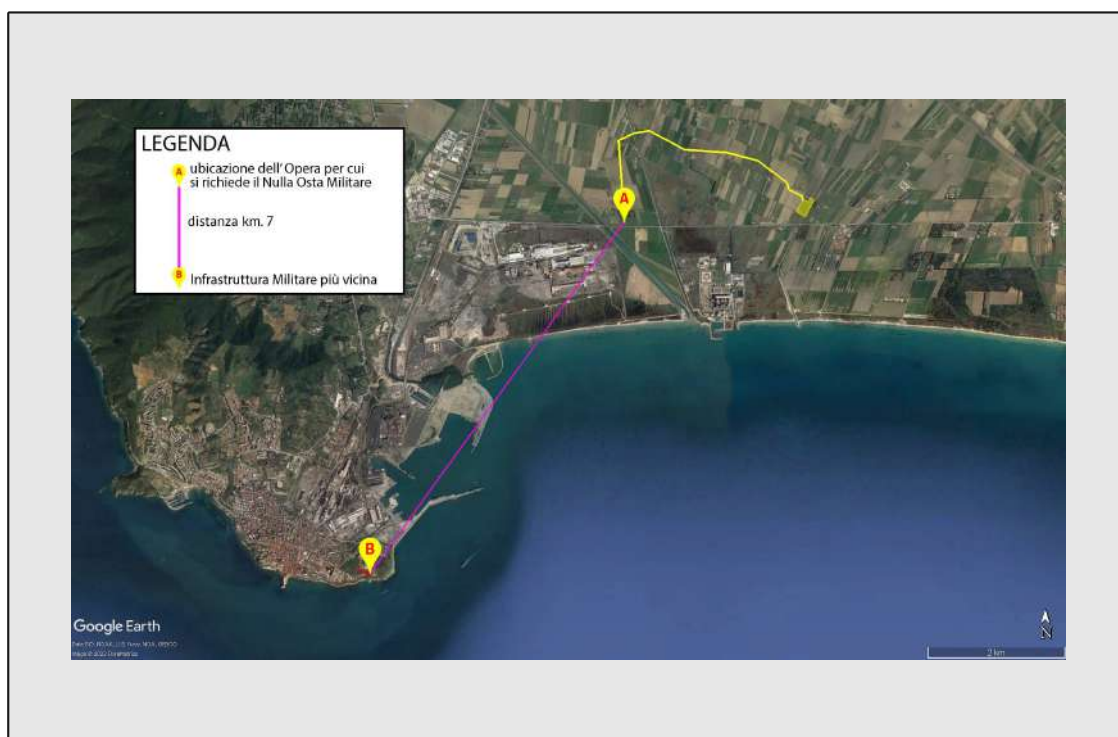 LEGENDA
A
ubicazione dell'Opera per cui
si richiede il Nulla Osta Militare
distanza km. 7
B
Infrastruttura Militare più vicina
A
B
Google Earth
N
2 km